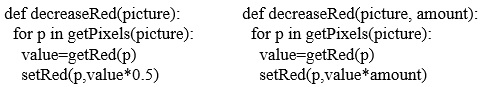 def decreaseRed(picture):
for p in getPixels(picture):
value=getRed(p)
setRed(p,value*0.5)
def decreaseRed(picture, amount):
for p in getPixels(picture):
value=getRed(p)
setRed(p,value*amount)